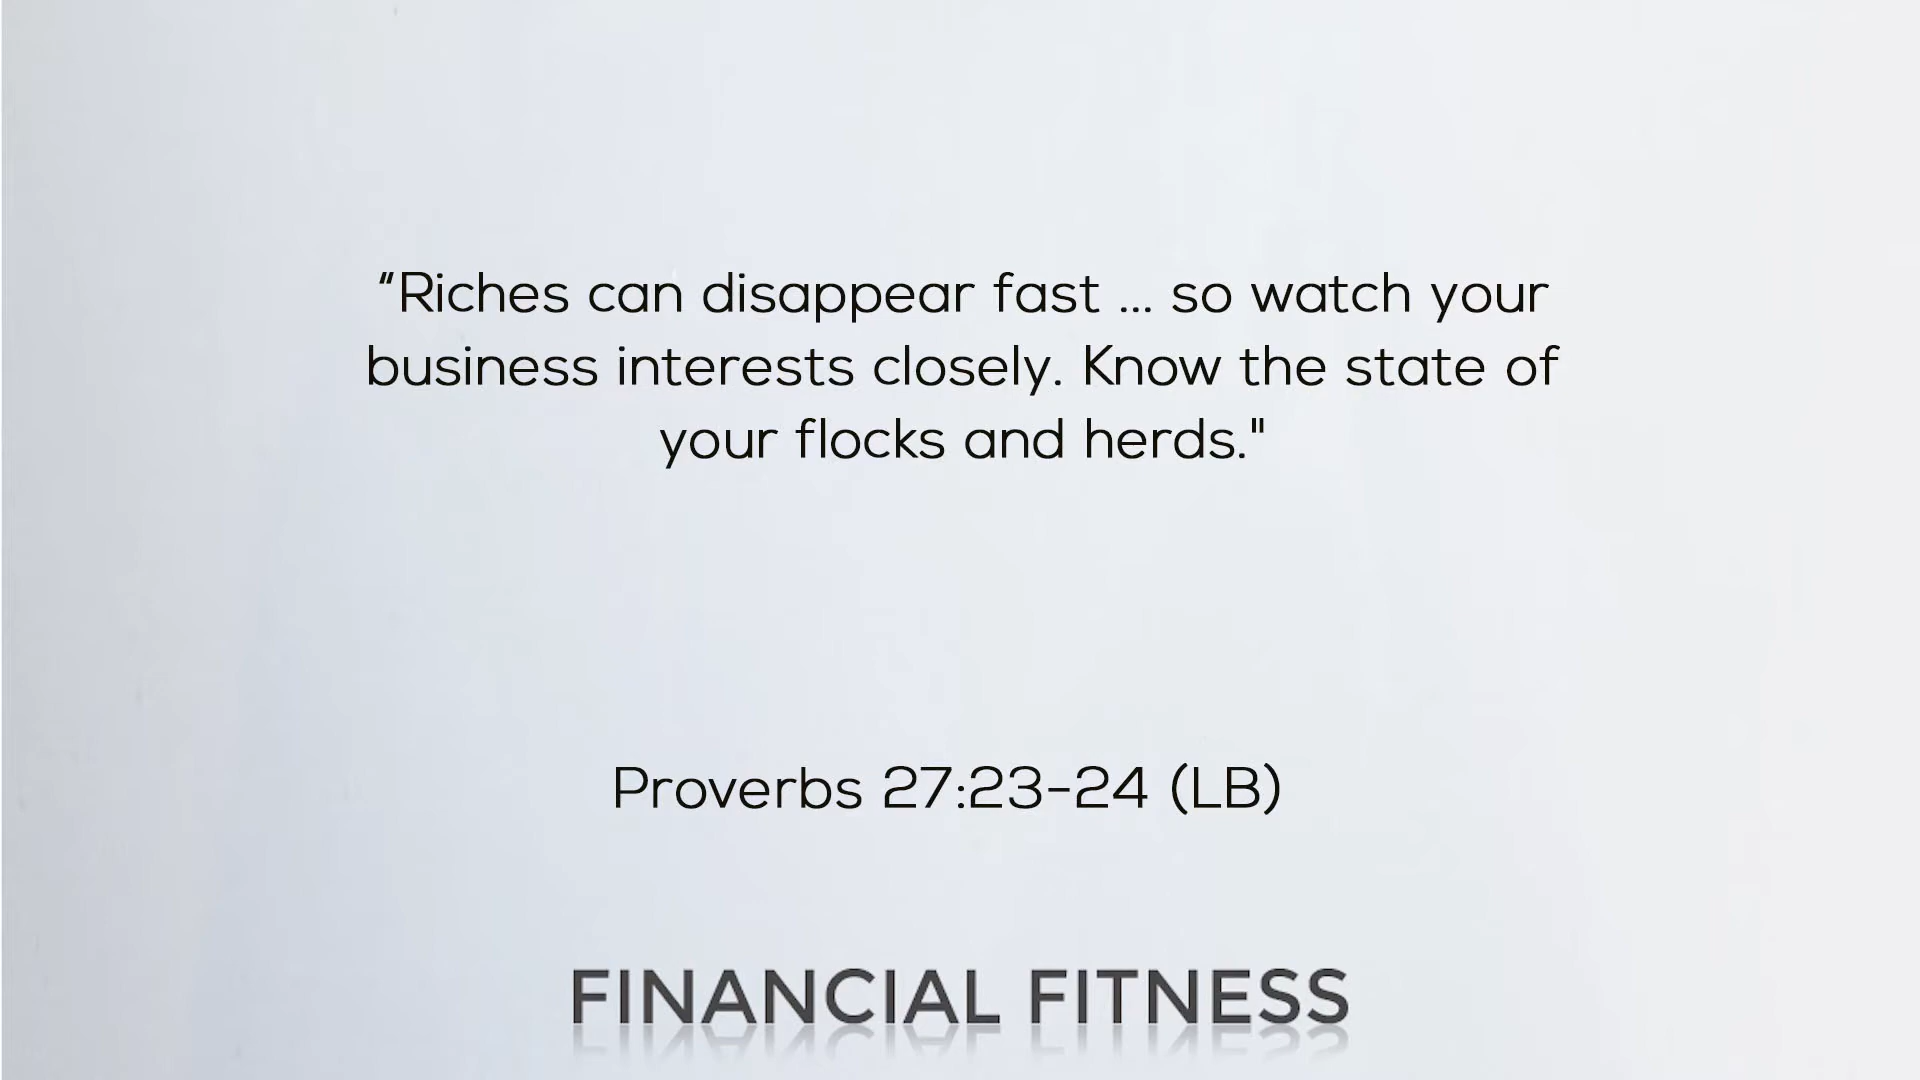 “Riches can disappear fast ... so watch your
business interests closely. Know the state of
your flocks and herds."
Proverbs 27:23-24 (LB)
FINANCIAL FITNESS